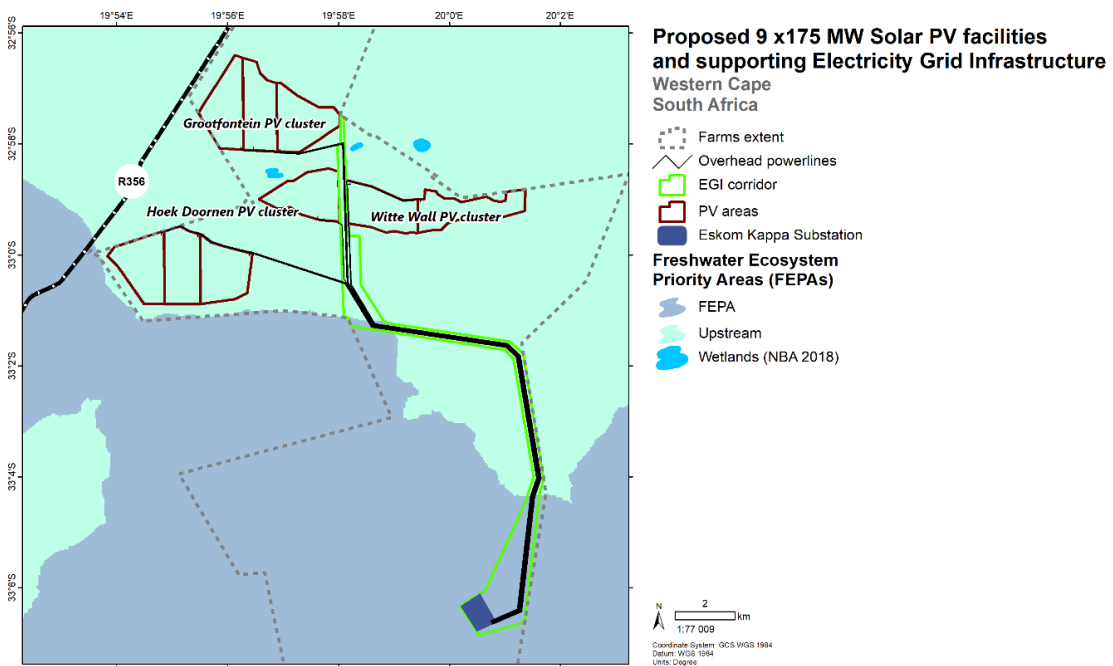 19°54'E
19°56'E
19°58'E
20°0'E
20°2'E
32°56'S
32°58'S
33°0'S
33°2'S
33°4'S
33°6'S
Grootfontein PV cluster
R356
Hoek Doornen PV cluster
Witte Wall PV cluster
Proposed 9 x175 MW Solar PV facilities
and supporting Electricity Grid Infrastructure
Western Cape
South Africa
Farms extent
Overhead powerlines
EGI corridor
PV areas
Eskom Kappa Substation
Freshwater Ecosystem
Priority Areas (FEPAs)
FEPA
Upstream
Wetlands (NBA 2018)
N
2
km
1:77 009
Coordinate System: GCS WGS 1984
Datum: WGS 1984
Units: Degree